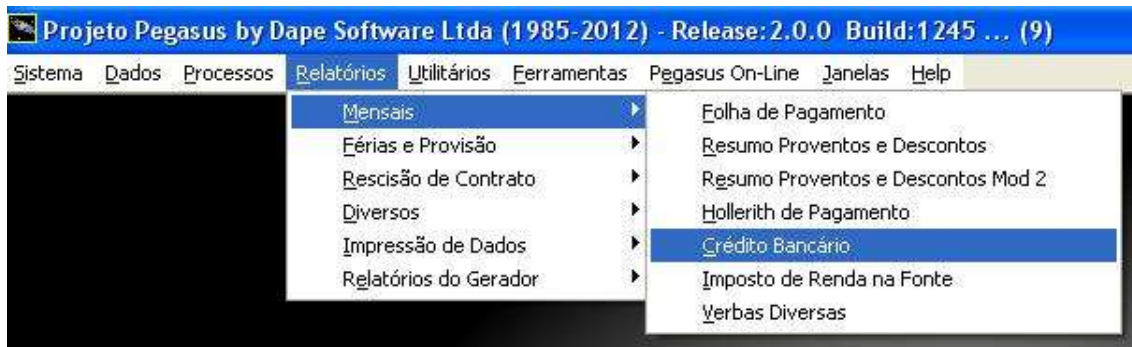 Projeto Pegasus by Dape Software Ltda (1985-2012) - Release:2.0.0 Build:1245 ... (9)
Sistema Dados Processos Relatórios Utilitários Ferramentas Pegasus On-Line Janelas Help
Mensais
Férias e Provisão
Rescisão de Contrato
Diversos
Impressão de Dados
Relatórios do Gerador
Folha de Pagamento
Resumo Proventos e Descontos
Resumo Proventos e Descontos Mod 2
Hollerith de Pagamento
Crédito Bancário
Imposto de Renda na Fonte
Verbas Diversas